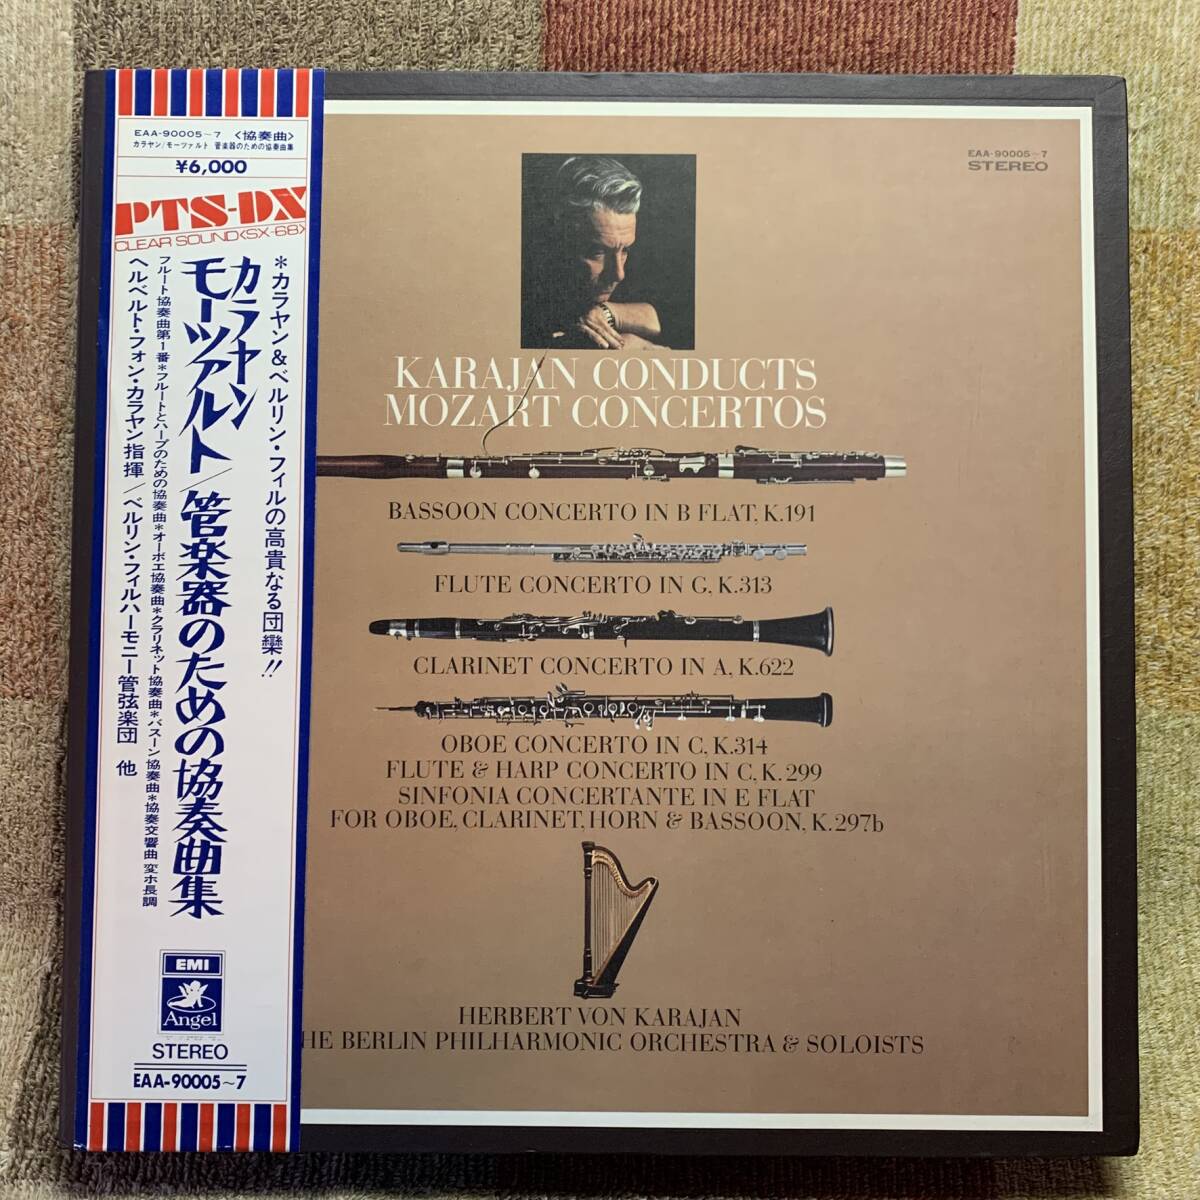 EAA-90005~7 〈協奏曲〉
カラヤン/モーツァルト 管楽器のための協奏曲集
¥6,000
PTS-DX
CLEAR SOUND<SX-68>
*カラヤン&ベルリン・フィルの高貴なる団欒!!
カラヤン
モーツァルト/管楽器のための協奏曲集
フルート協奏曲第1番*フルートとハープのための協奏曲*オーボエ協奏曲*クラリネット協奏曲*バスーン協奏曲*協奏交響曲 変ホ長調
ヘルベルト・フォン・カラヤン指揮/ベルリン・フィルハーモニー管弦楽団 他
EMI
Angel
STEREO
EAA-90005~7
EAA-90005~7
STEREO
KARAJAN CONDUCTS
MOZART CONCERTOS
BASSOON CONCERTO IN B FLAT, K.191
FLUTE CONCERTO IN G, K.313
CLARINET CONCERTO IN A, K.622
OBOE CONCERTO IN C, K.314
FLUTE & HARP CONCERTO IN C, K.299
SINFONIA CONCERTANTE IN E FLAT
FOR OBOE, CLARINET, HORN & BASSOON, K.297b
HERBERT VON KARAJAN
HE BERLIN PHILHARMONIC ORCHESTRA & SOLOISTS